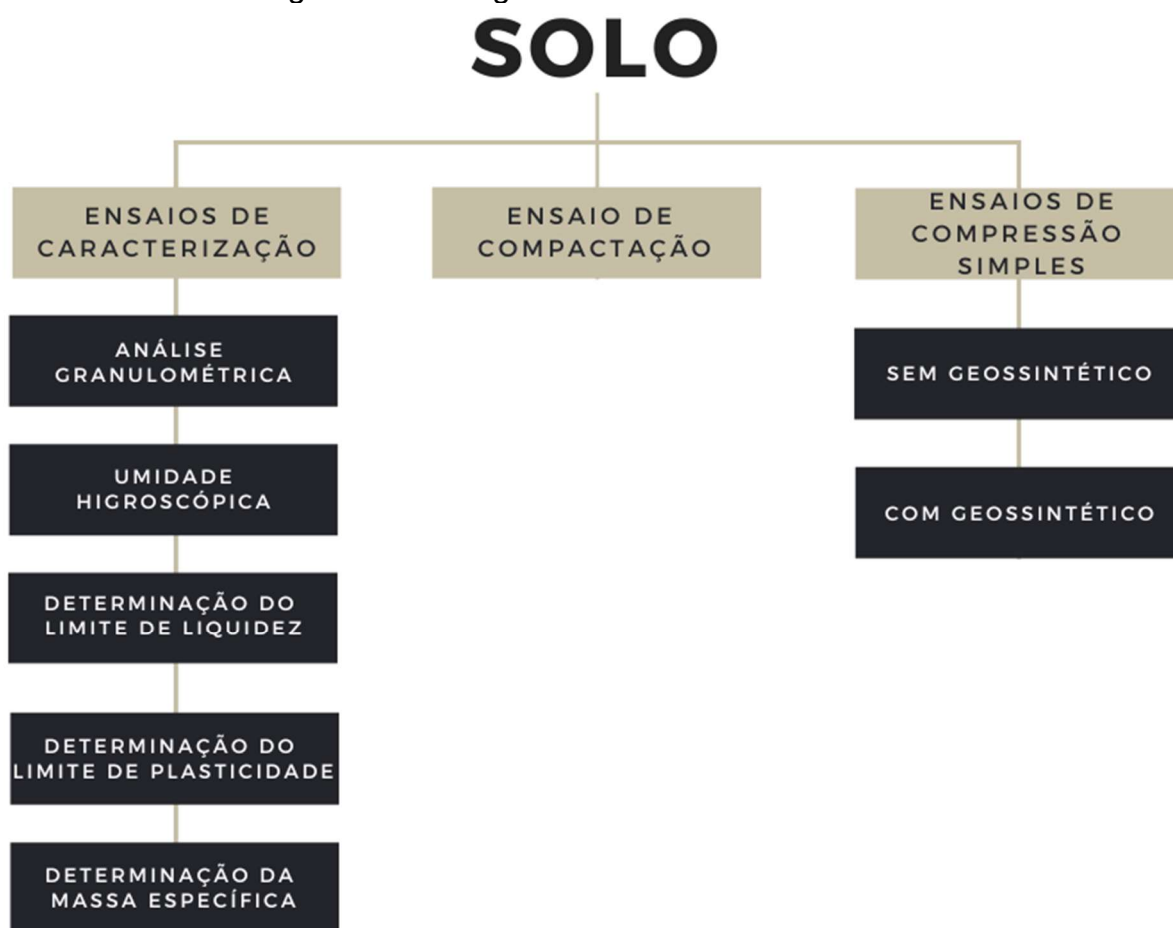 SOLO
ENSAIOS DE
CARACTERIZAÇÃO
ANÁLISE
GRANULOMÉTRICA
UMIDADE
HIGROSCÓPICA
DETERMINAÇÃO DO
LIMITE DE LIQUIDEZ
DETERMINAÇÃO DO
LIMITE DE PLASTICIDADE
DETERMINAÇÃO DA
MASSA ESPECÍFICA
ENSAIO DE
COMPACTAÇÃO
ENSAIOS DE
COMPRESSÃO
SIMPLES
SEM GEOSSINTÉTICO
COM GEOSSINTÉTICO